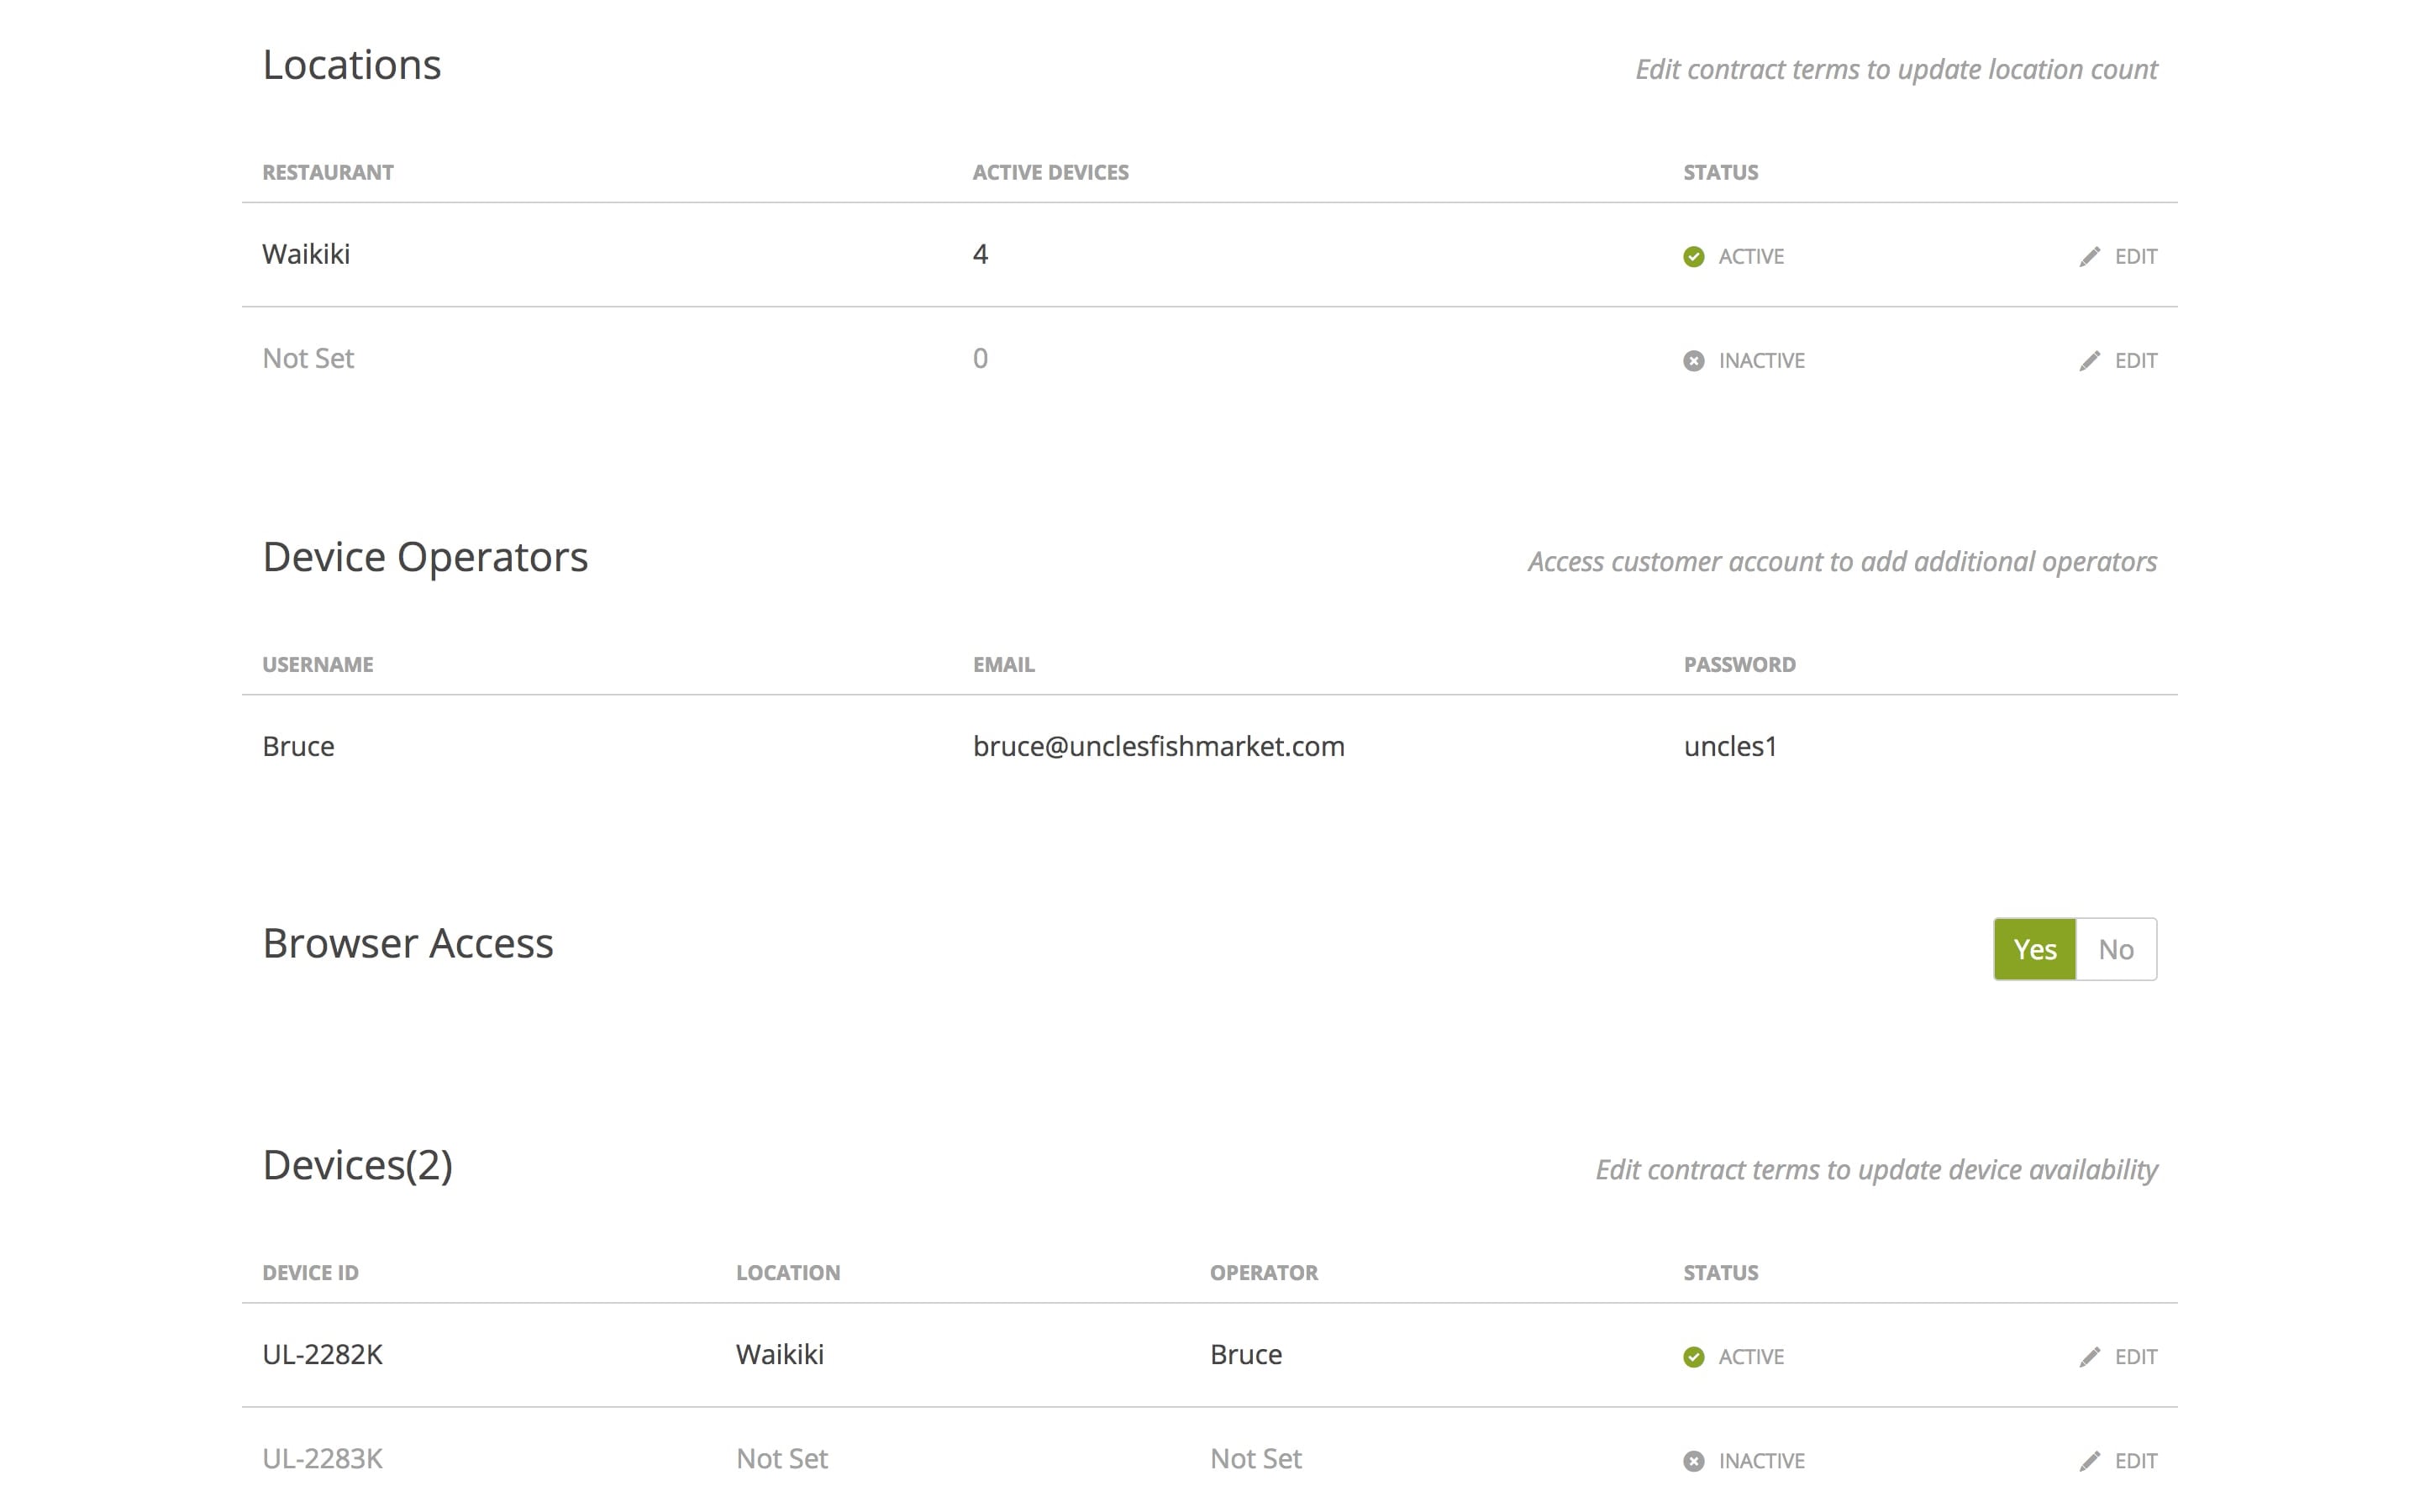 Locations
Edit contract terms to update location count
RESTAURANT ACTIVE DEVICES STATUS
Waikiki 4 ACTIVE EDIT
Not Set 0 INACTIVE EDIT
Device Operators
Access customer account to add additional operators
USERNAME EMAIL PASSWORD
Bruce bruce@unclesfishmarket.com uncles1
Browser Access
Yes No
Devices(2)
Edit contract terms to update device availability
DEVICE ID LOCATION OPERATOR STATUS
UL-2282K Waikiki Bruce ACTIVE EDIT
UL-2283K Not Set Not Set INACTIVE EDIT